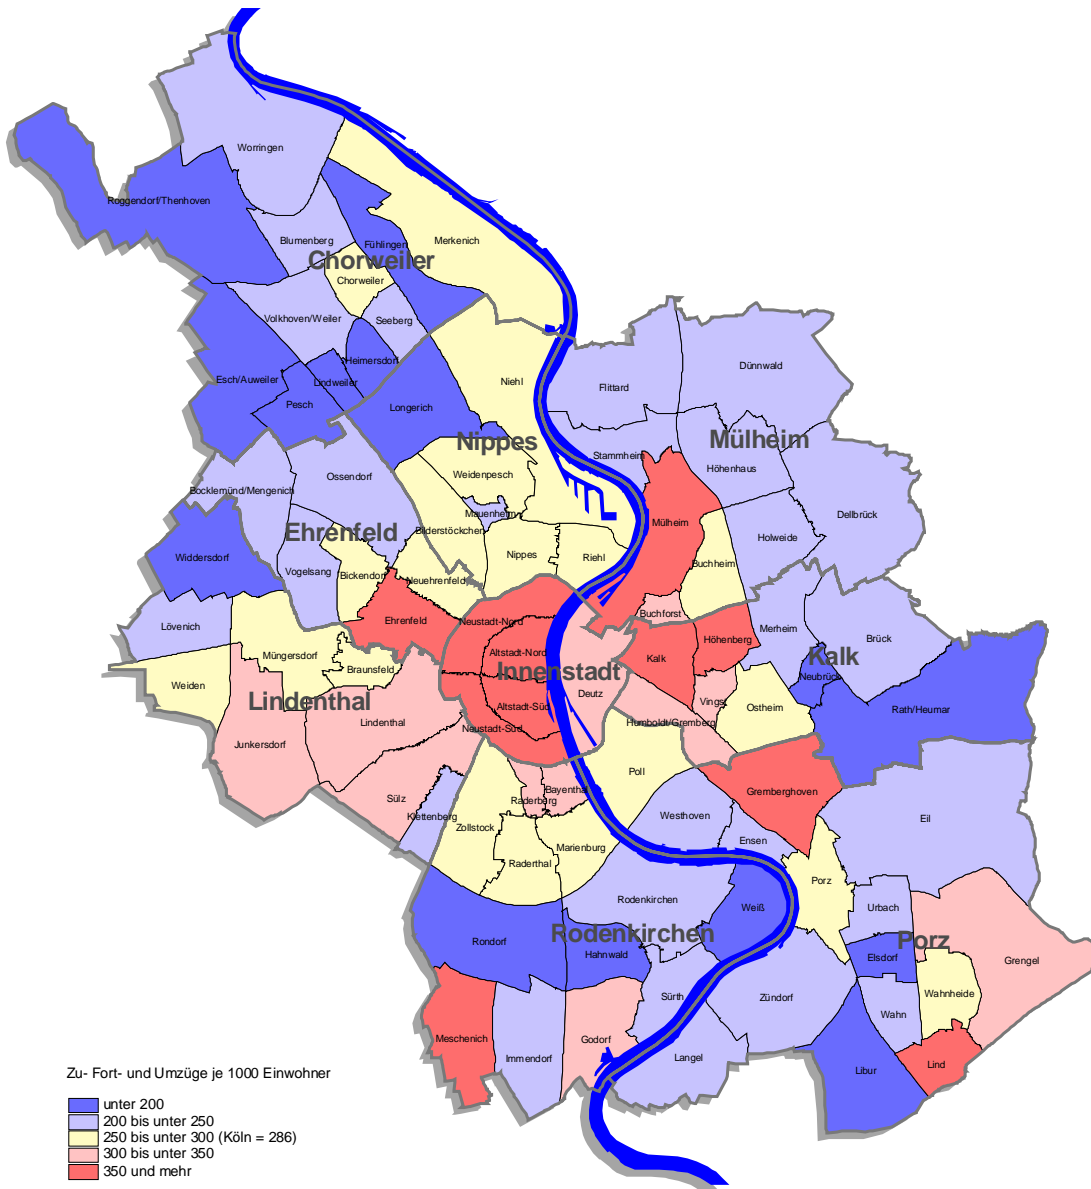 Worringen
Roggendorf/Thenhoven
Blumenberg
Fühlingen
Merkenich
Chorweiler
Chorweiler
Volkhoven/Weiler
Seeberg
Heimersdorf
Esch/Auweiler
Lindweiler
Pesch
Niehl
Longerich
Flittard
Dünnwald
Nippes
Mülheim
Stammheim
Höhenhaus
Weidenpesch
Ossendorf
Bocklemünd/Mengenich
Mauenheim
Dellbrück
Mülheim
Bilderstöckchen
Ehrenfeld
Holweide
Widdersdorf
Nippes
Riehl
Buchheim
Vogelsang
Bickendorf
Neuehrenfeld
Buchforst
Ehrenfeld
Neustadt-Nord
Lövenich
Merheim
Brück
Höhenberg
Altstadt-Nord
Müngersdorf
Kalk
Kalk
Braunsfeld
Innenstadt
Neubrück
Weiden
Deutz
Lindenthal
Vingst
Altstadt-Süd
Ostheim
Rath/Heumar
Lindenthal
Humboldt/Gremberg
Neustadt-Süd
Junkersdorf
Poll
Bayenthal
Gremberghoven
Sülz
Raderberg
Klettenberg
Westhoven
Eil
Zollstock
Ensen
Marienburg
Raderthal
Porz
Rodenkirchen
Weiß
Urbach
Rodenkirchen
Rondorf
Porz
Hahnwald
Elsdorf
Grengel
Sürth
Zündorf
Wahnheide
Wahn
Meschenich
Godorf
Immendorf
Langel
Lind
Libur
Zu- Fort- und Umzüge je 1000 Einwohner
unter 200
200 bis unter 250
250 bis unter 300 (Köln = 286)
300 bis unter 350
350 und mehr